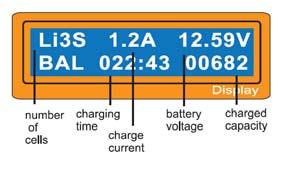 Li3S 1.2A 12.59V
BAL 022:43 00682
Display
number of cells
charging time
charge current
battery voltage
charged capacity